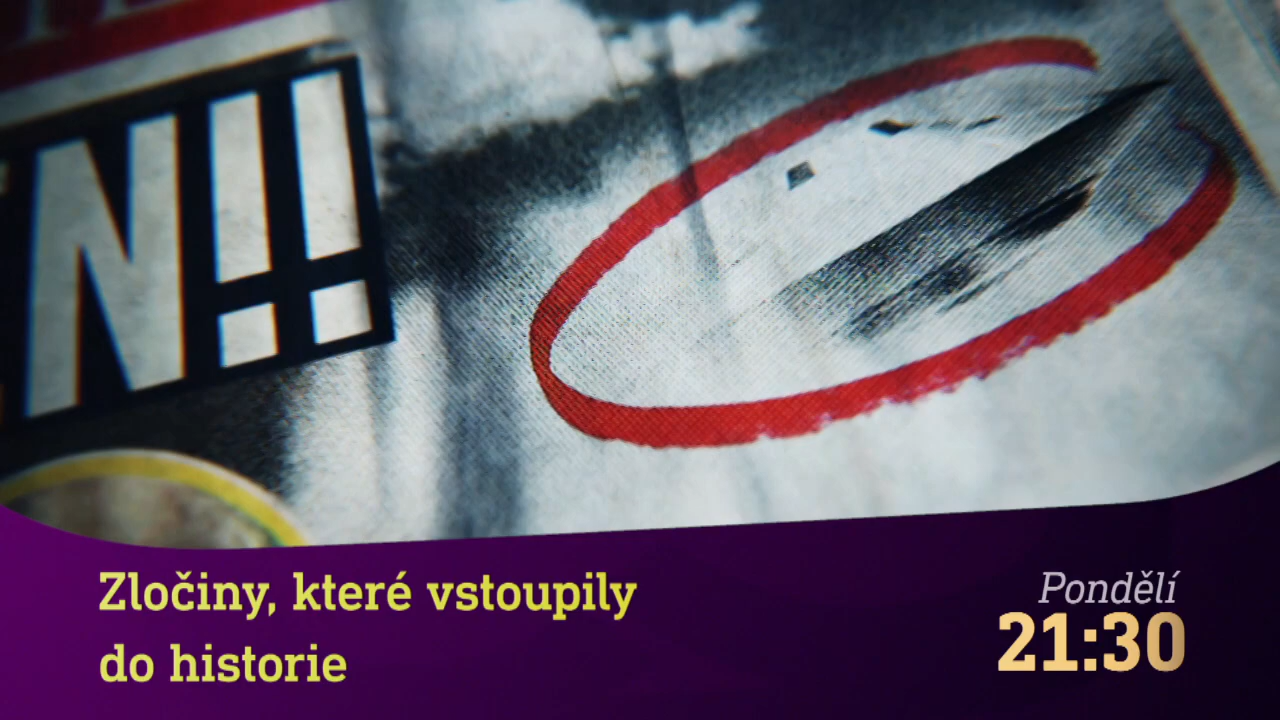 N!!
Zločiny, které vstoupily
do historie
Pondělí
21:30